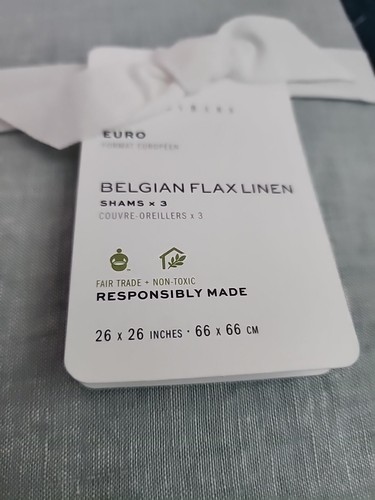 EURO
FORMAT EUROPÉEN
BELGIAN FLAX LINEN
SHAMS x 3
COUVRE-OREILLERS x 3
FAIR TRADE + NON-TOXIC
RESPONSIBLY MADE
26 x 26 INCHES · 66 x 66 CM